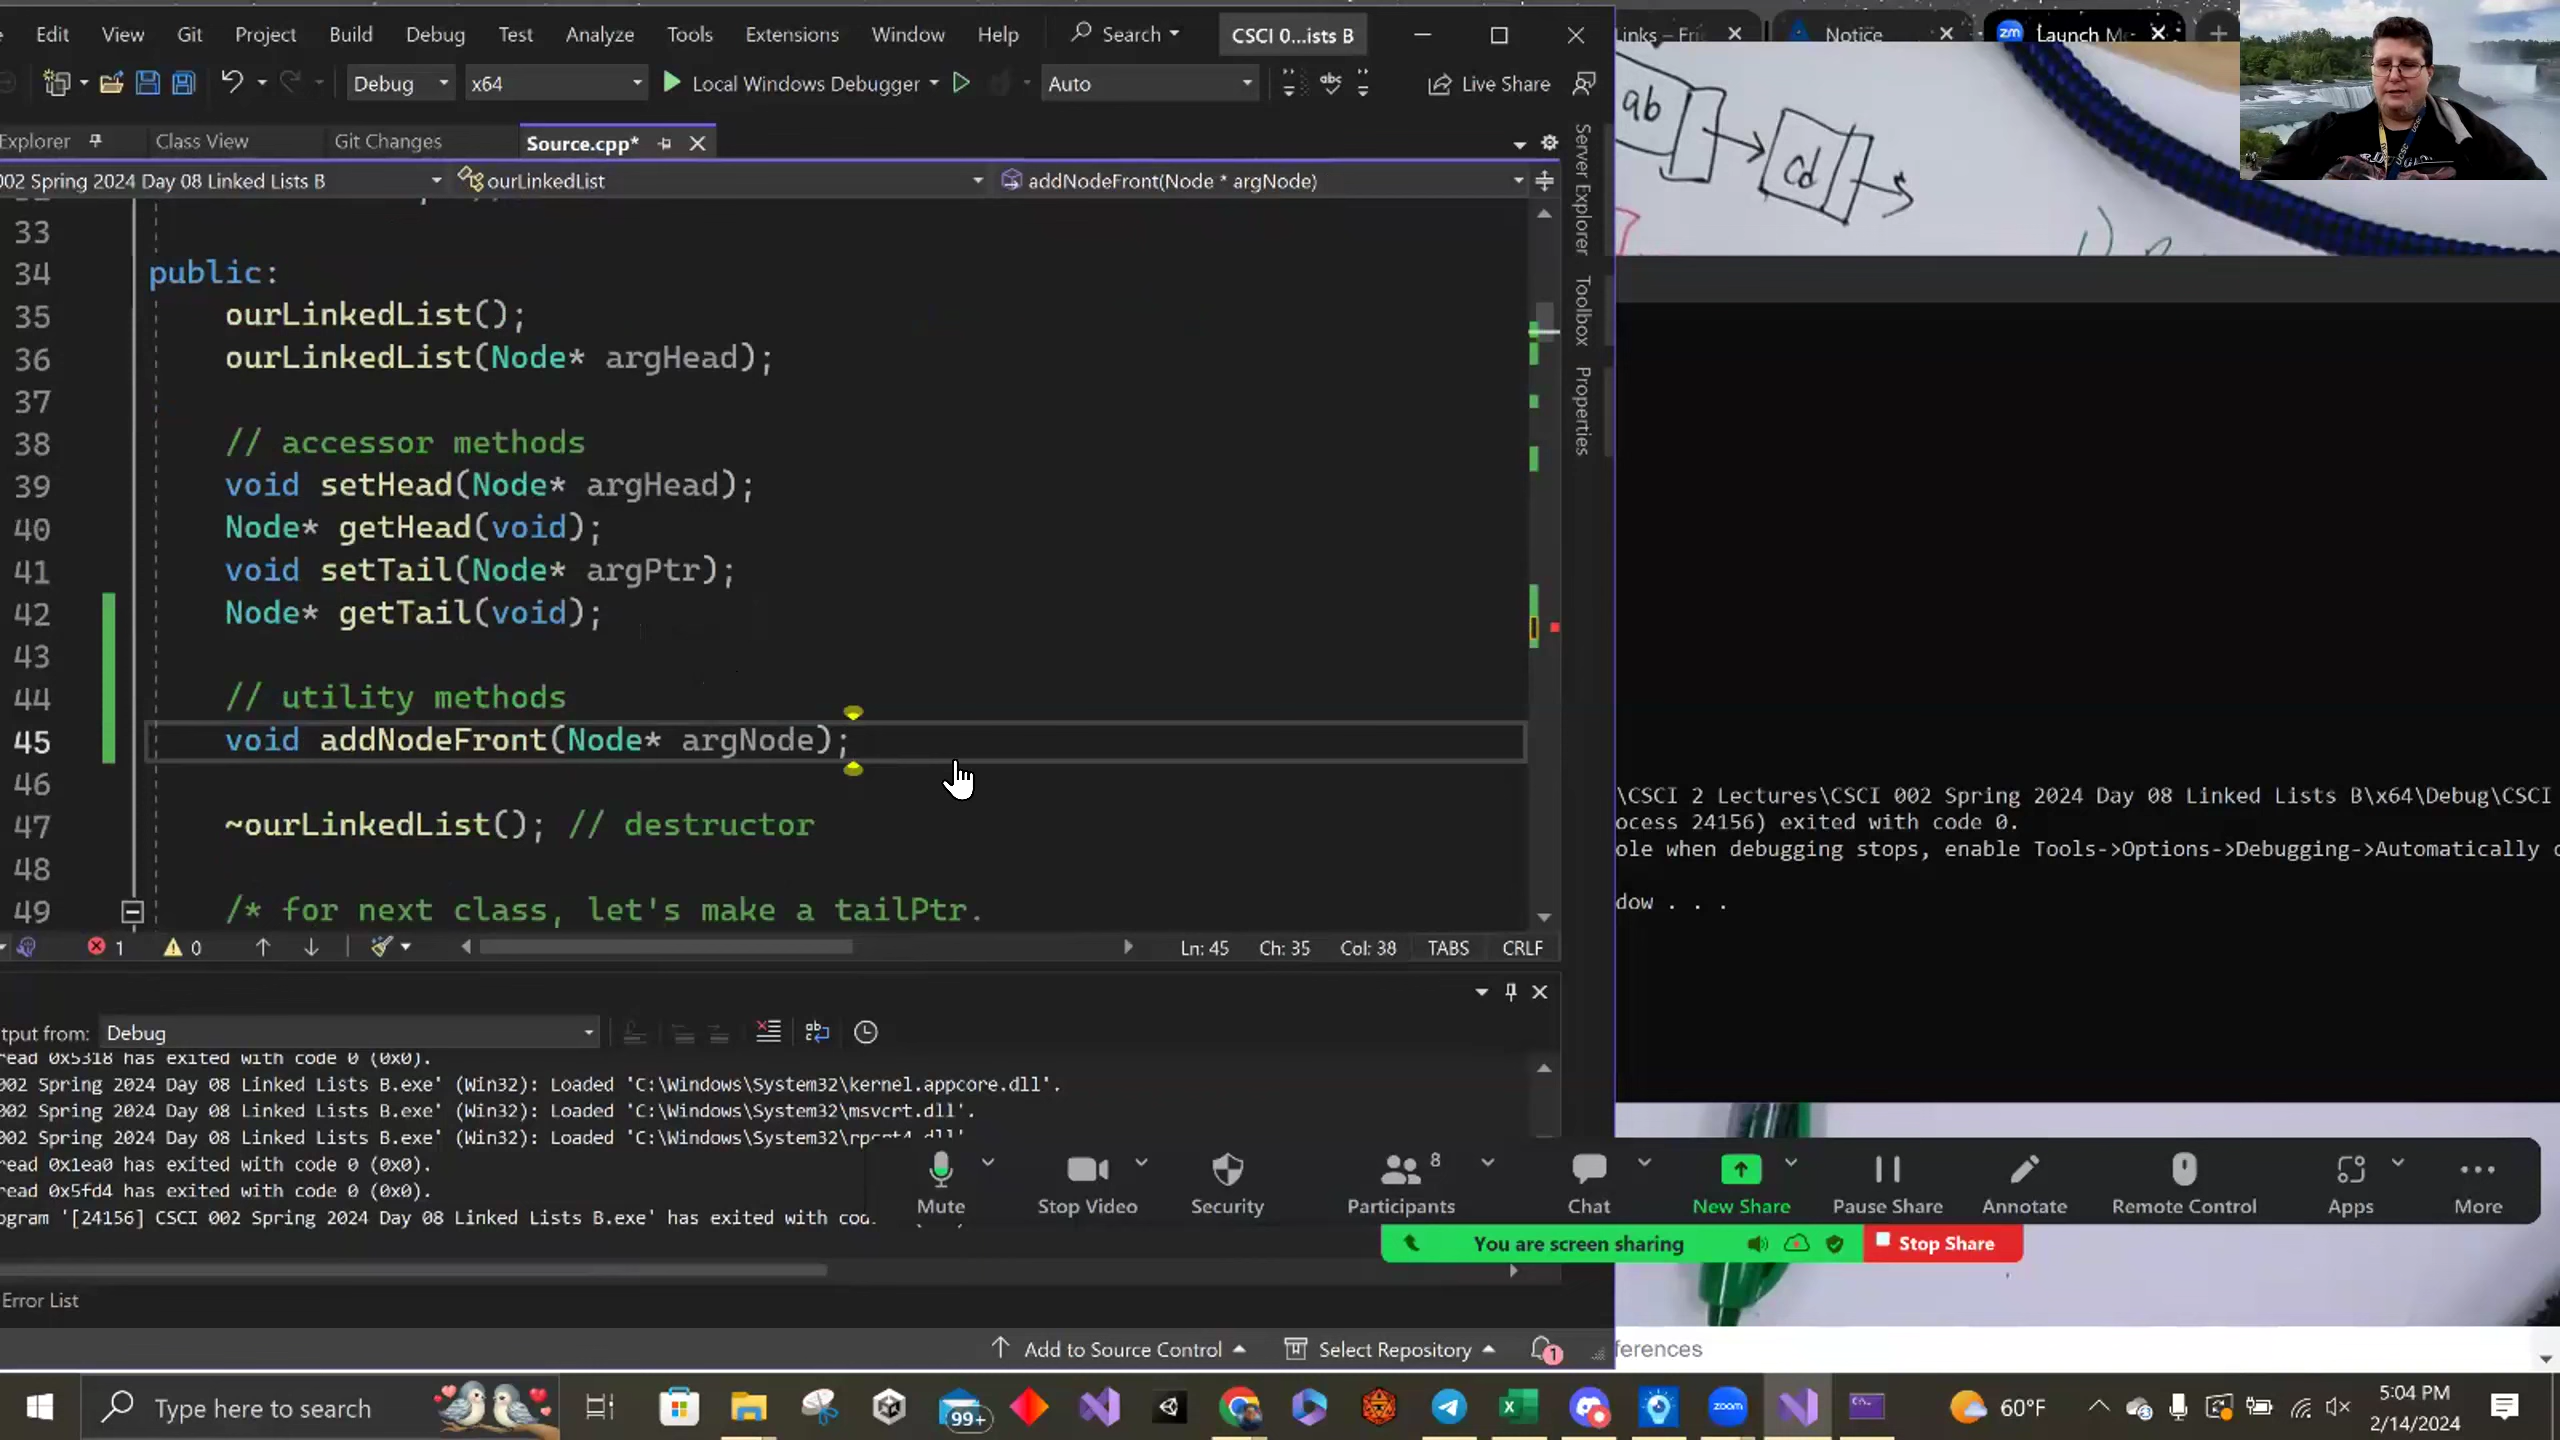 Edit View Git Project Build Debug Test Analyze Tools Extensions Window Help Search CSCI 0...ists B
Notice Launch M
Debug x64 Local Windows Debugger Auto Live Share
Explorer Class View Git Changes Source.cpp*
002 Spring 2024 Day 08 Linked Lists B ourLinkedList addNodeFront(Node * argNode)
ab
cd
Server Explorer
Toolbox
Properties
33
34 public:
35 ourLinkedList();
36 ourLinkedList(Node* argHead);
37
38 // accessor methods
39 void setHead(Node* argHead);
40 Node* getHead(void);
41 void setTail(Node* argPtr);
42 Node* getTail(void);
43
44 // utility methods
45 void addNodeFront(Node* argNode);
46
47 ~ourLinkedList(); // destructor
48
49 /* for next class, let's make a tailPtr.
1 0 Ln: 45 Ch: 35 Col: 38 TABS CRLF
\CSCI 2 Lectures\CSCI 002 Spring 2024 Day 08 Linked Lists B\x64\Debug\CSCI
ocess 24156) exited with code 0.
ole when debugging stops, enable Tools->Options->Debugging->Automatically
dow . . .
tput from: Debug
read 0x5318 has exited with code 0 (0x0).
002 Spring 2024 Day 08 Linked Lists B.exe' (Win32): Loaded 'C:\Windows\System32\kernel.appcore.dll'.
002 Spring 2024 Day 08 Linked Lists B.exe' (Win32): Loaded 'C:\Windows\System32\msvcrt.dll'.
002 Spring 2024 Day 08 Linked Lists B.exe' (Win32): Loaded 'C:\Windows\System32\rpcrt4.dll'
read 0x1ea0 has exited with code 0 (0x0).
read 0x5fd4 has exited with code 0 (0x0).
ogram '[24156] CSCI 002 Spring 2024 Day 08 Linked Lists B.exe' has exited with
8
Mute Stop Video Security Participants Chat New Share Pause Share Annotate Remote Control Apps More
You are screen sharing Stop Share
Error List
Add to Source Control Select Repository 1
ferences
Type here to search 99+ zoom 60°F 5:04 PM
2/14/2024